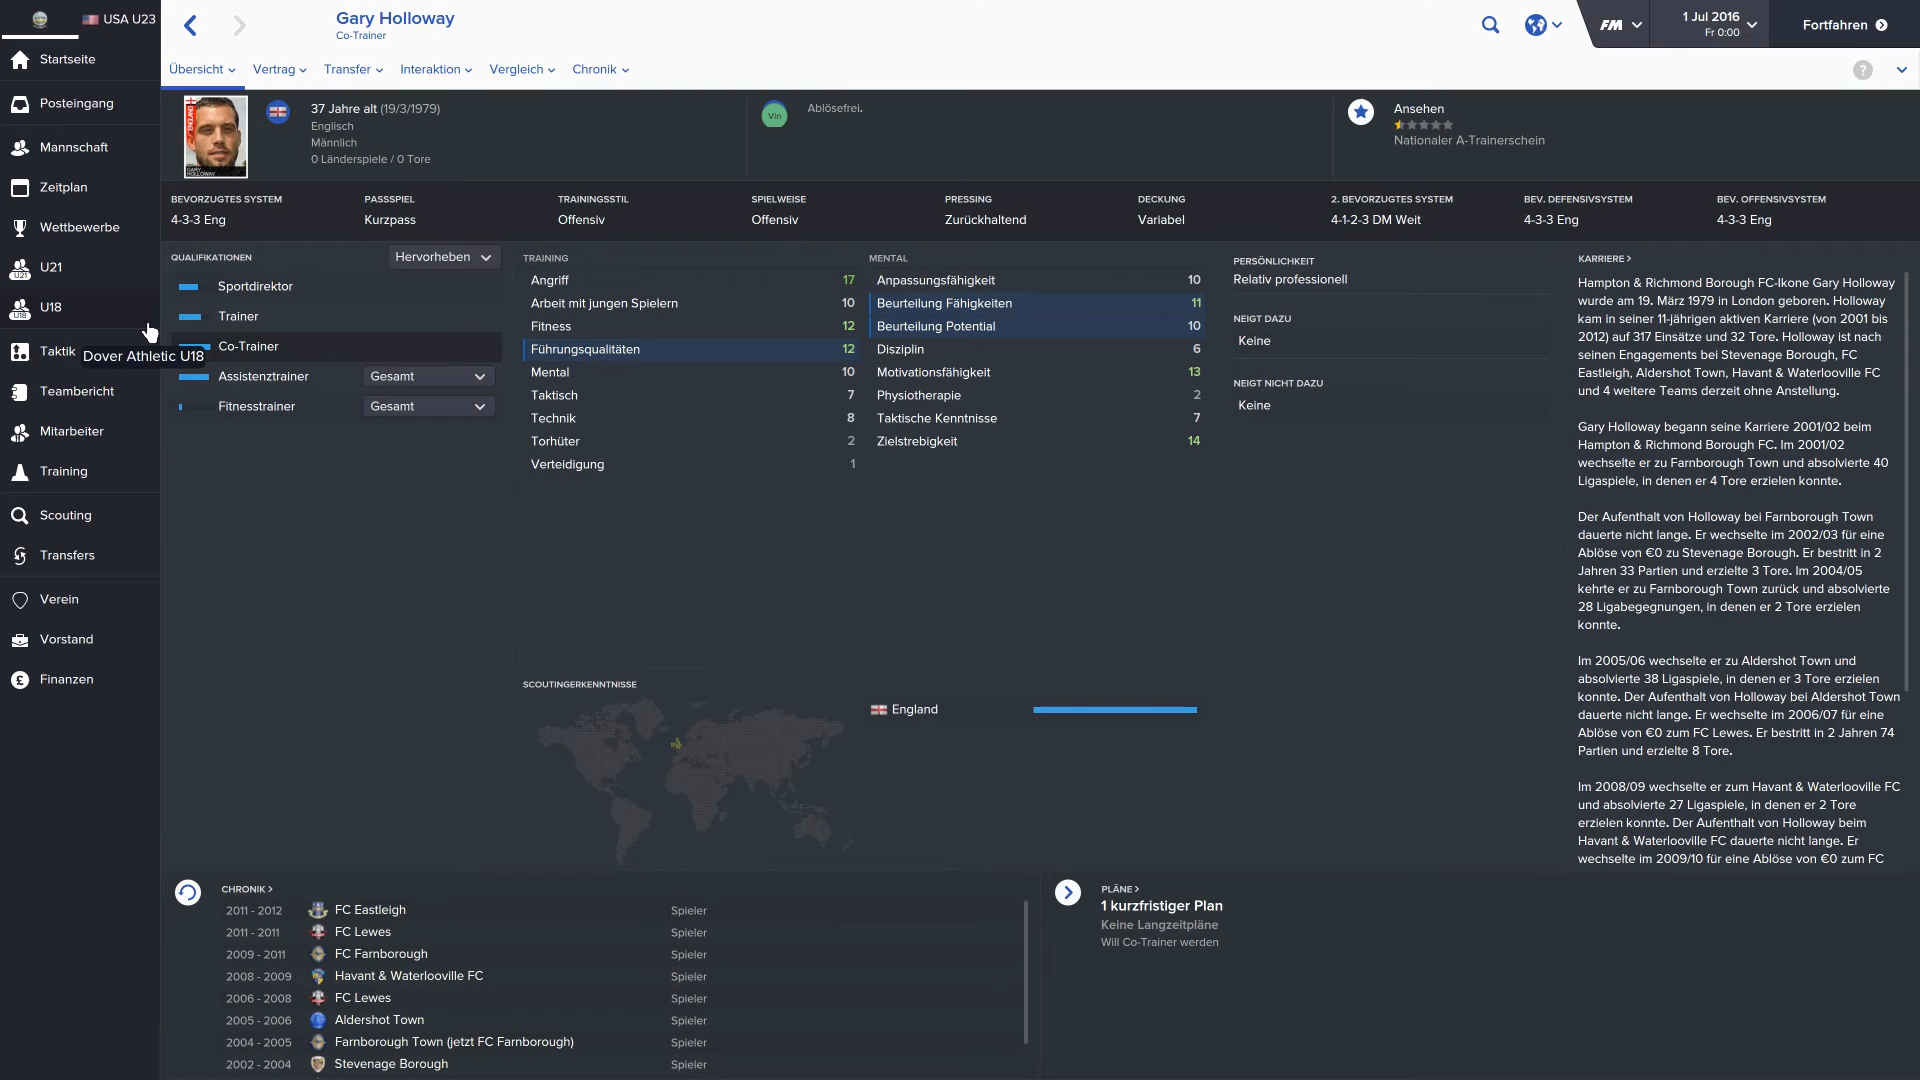 USA U23
Gary Holloway
Co-Trainer
FM
1 Jul 2016
Fr 0:00
Fortfahren
Startseite
Posteingang
Mannschaft
Zeitplan
Wettbewerbe
U21
U18
Taktik
Dover Athletic U18
Teambericht
Mitarbeiter
Training
Scouting
Transfers
Verein
Vorstand
Finanzen
Übersicht
Vertrag
Transfer
Interaktion
Vergleich
Chronik
?
ENGLAND
GARY HOLLOWAY
37 Jahre alt (19/3/1979)
Englisch
Männlich
0 Länderspiele / 0 Tore
Vin
Ablösefrei.
Ansehen
Nationaler A-Trainerschein
BEVORZUGTES SYSTEM
4-3-3 Eng
PASSSPIEL
Kurzpass
TRAININGSSTIL
Offensiv
SPIELWEISE
Offensiv
PRESSING
Zurückhaltend
DECKUNG
Variabel
2. BEVORZUGTES SYSTEM
4-1-2-3 DM Weit
BEV. DEFENSIVSYSTEM
4-3-3 Eng
BEV. OFFENSIVSYSTEM
4-3-3 Eng
QUALIFIKATIONEN
Hervorheben
Sportdirektor
Trainer
Co-Trainer
Assistenztrainer Gesamt
Fitnesstrainer Gesamt
TRAINING
Angriff 17
Arbeit mit jungen Spielern 10
Fitness 12
Führungsqualitäten 12
Mental 10
Taktisch 7
Technik 8
Torhüter 2
Verteidigung 1
MENTAL
Anpassungsfähigkeit 10
Beurteilung Fähigkeiten 11
Beurteilung Potential 10
Disziplin 6
Motivationsfähigkeit 13
Physiotherapie 2
Taktische Kenntnisse 7
Zielstrebigkeit 14
PERSÖNLICHKEIT
Relativ professionell
NEIGT DAZU
Keine
NEIGT NICHT DAZU
Keine
KARRIERE >
Hampton & Richmond Borough FC-Ikone Gary Holloway
wurde am 19. März 1979 in London geboren. Holloway
kam in seiner 11-jährigen aktiven Karriere (von 2001 bis
2012) auf 317 Einsätze und 32 Tore. Holloway ist nach
seinen Engagements bei Stevenage Borough, FC
Eastleigh, Aldershot Town, Havant & Waterlooville FC
und 4 weitere Teams derzeit ohne Anstellung.
Gary Holloway begann seine Karriere 2001/02 beim
Hampton & Richmond Borough FC. Im 2001/02
wechselte er zu Farnborough Town und absolvierte 40
Ligaspiele, in denen er 4 Tore erzielen konnte.
Der Aufenthalt von Holloway bei Farnborough Town
dauerte nicht lange. Er wechselte im 2002/03 für eine
Ablöse von €0 zu Stevenage Borough. Er bestritt in 2
Jahren 33 Partien und erzielte 3 Tore. Im 2004/05
kehrte er zu Farnborough Town zurück und absolvierte
28 Ligabegegnungen, in denen er 2 Tore erzielen
konnte.
Im 2005/06 wechselte er zu Aldershot Town und
absolvierte 38 Ligaspiele, in denen er 3 Tore erzielen
konnte. Der Aufenthalt von Holloway bei Aldershot Town
dauerte nicht lange. Er wechselte im 2006/07 für eine
Ablöse von €0 zum FC Lewes. Er bestritt in 2 Jahren 74
Partien und erzielte 8 Tore.
Im 2008/09 wechselte er zum Havant & Waterlooville FC
und absolvierte 27 Ligaspiele, in denen er 2 Tore
erzielen konnte. Der Aufenthalt von Holloway beim
Havant & Waterlooville FC dauerte nicht lange. Er
wechselte im 2009/10 für eine Ablöse von €0 zum FC
SCOUTINGERKENNTNISSE
England
CHRONIK >
2011 - 2012 FC Eastleigh Spieler
2011 - 2011 FC Lewes Spieler
2009 - 2011 FC Farnborough Spieler
2008 - 2009 Havant & Waterlooville FC Spieler
2006 - 2008 FC Lewes Spieler
2005 - 2006 Aldershot Town Spieler
2004 - 2005 Farnborough Town (jetzt FC Farnborough) Spieler
2002 - 2004 Stevenage Borough Spieler
PLÄNE >
1 kurzfristiger Plan
Keine Langzeitpläne
Will Co-Trainer werden